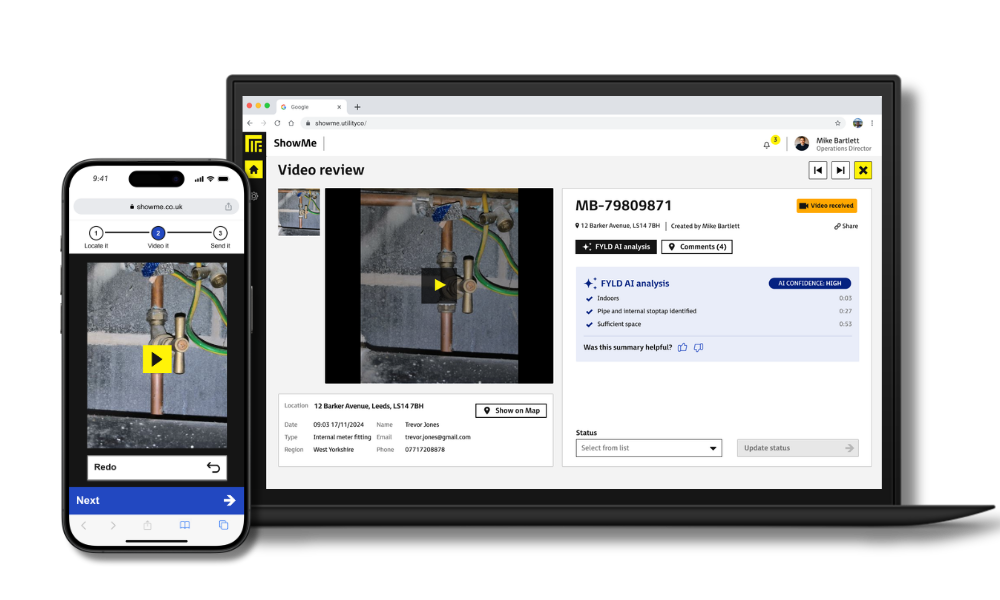 9:41
showme.co.uk
1 2 3
Locate it Video it Send it
Redo
Next
Google
showme.utilityco/
ShowMe
3
Mike Bartlett
Operations Director
Video review
MB-79809871
Video received
12 Barker Avenue, LS14 7BH Created by Mike Bartlett
Share
FYLD AI analysis Comments (4)
FYLD AI analysis
AI CONFIDENCE: HIGH
Indoors 0:03
Pipe and internal stoptap identified 0:27
Sufficient space 0:53
Was this summary helpful?
Location 12 Barker Avenue, Leeds, LS14 7BH
Show on Map
Date 09:03 17/11/2024 Name Trevor Jones
Type Internal meter fitting Email trevor.jones@gmail.com
Region West Yorkshire Phone 07717208878
Status
Select from list
Update status